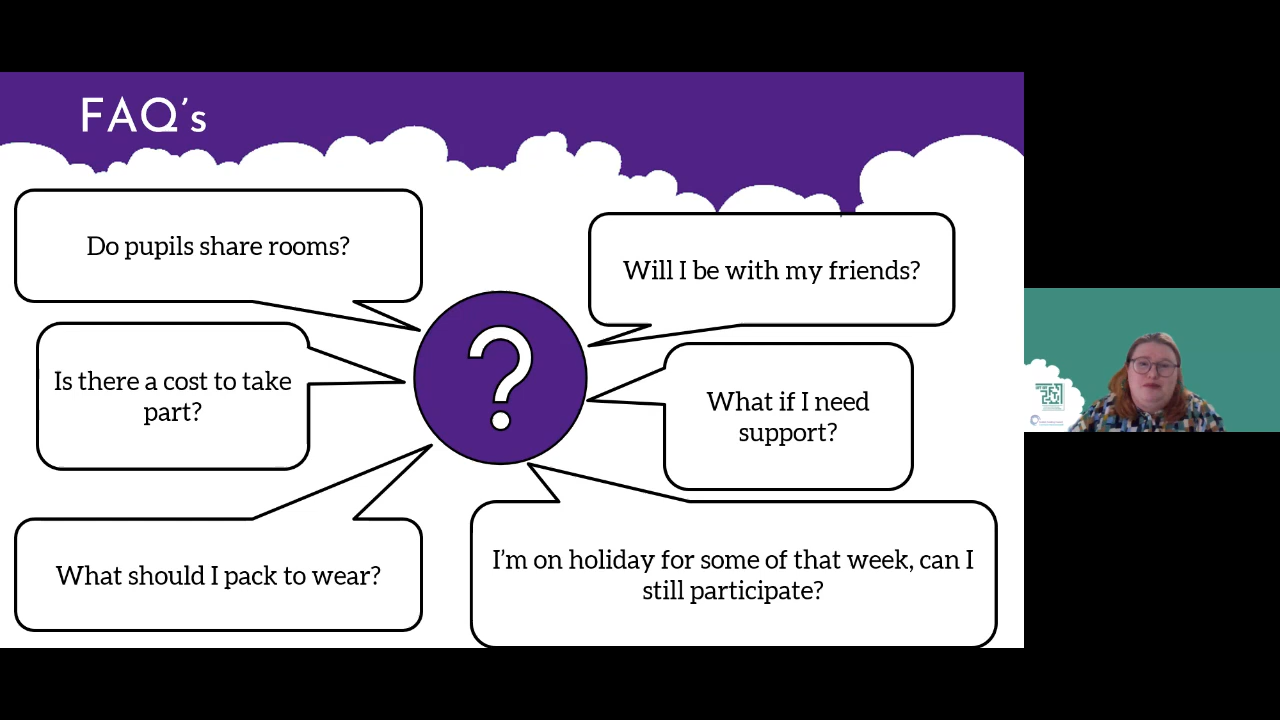 FAQ's
Do pupils share rooms?
Will I be with my friends?
Is there a cost to take
part?
What if I need
support?
What should I pack to wear?
I'm on holiday for some of that week, can I
still participate?
?